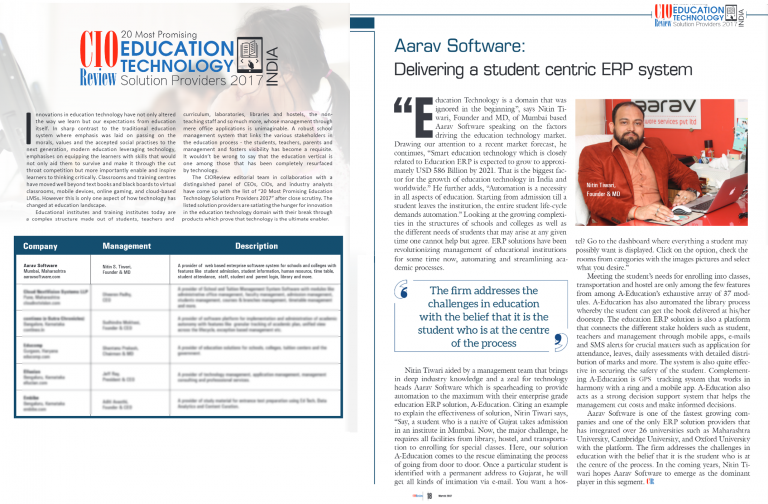 20 Most Promising
CIO EDUCATION
TECHNOLOGY
Review Solution Providers 2017
INDIA
Innovations in education technology have not only altered
the way we learn but our expectations from education
itself. In sharp contrast to the traditional education
system where emphasis was laid on passing on the
morals, values and the accepted social practises to the
next generation, modern education leveraging technology,
emphasises on equipping the learners with skills that would
not only aid them to survive and make it through the cut
throat competition but more importantly enable and inspire
learners to thinking critically. Classrooms and training centres
have moved well beyond text books and black boards to virtual
classrooms, mobile devices, online gaming, and cloud-based
LMSs. However this is only one aspect of how technology has
changed at education landscape.
Educational institutes and training institutes today are
a complex structure made out of students, teachers and
curriculum, laboratories, libraries and hostels, the non-
teaching staff and so much more, whose management through
mere office applications is unimaginable. A robust school
management system that links the various stakeholders in
the education process - the students, teachers, parents and
management and fosters visibility has become a requisite.
It wouldn't be wrong to say that the education vertical is
one among those that has been completely resurfaced
by technology.
The CIOReview editorial team in collaboration with a
distinguished panel of CEOs, CIOs, and industry analysts
have come up with the list of "20 Most Promising Education
Technology Solutions Providers 2017" after close scrutiny. The
listed solution providers are satiating the hunger for innovation
in the education technology domain with their break through
products which prove that technology is the ultimate enabler.
Company Management Description
Aarav Software
Mumbai, Maharashtra
aaravsoftware.com
Nitin S. Tiwari,
Founder & MD
A provider of web based enterprise software system for schools and colleges with
features like student admission, student information, human resource, time table,
student attendance, staff, student and parent login, library and more.
CIO EDUCATION
TECHNOLOGY
Review Solution Providers 2017
INDIA
Aarav Software:
Delivering a student centric ERP system
“Education Technology is a domain that was
ignored in the beginning”, says Nitin Ti-
wari, Founder and MD, of Mumbai based
Aarav Software speaking on the factors
driving the education technology market.
Drawing our attention to a recent market forecast, he
continues, “Smart education technology which is closely
related to Education ERP is expected to grow to approxi-
mately USD 586 Billion by 2021. That is the biggest fac-
tor for the growth of education technology in India and
worldwide.” He further adds, “Automation is a necessity
in all aspects of education. Starting from admission till a
student leaves the institution, the entire student life-cycle
demands automation.” Looking at the growing complexi-
ties in the structures of schools and colleges as well as
the different needs of students that may arise at any given
time one cannot help but agree. ERP solutions have been
revolutionizing management of educational institutions
for some time now, automating and streamlining aca-
demic processes.
The firm addresses the
challenges in education
with the belief that it is the
student who is at the centre
of the process
Nitin Tiwari aided by a management team that brings
in deep industry knowledge and a zeal for technology
heads Aarav Software which is spearheading to provide
automation to the maximum with their enterprise grade
education ERP solution, A-Education. Citing an example
to explain the effectiveness of solution, Nitin Tiwari says,
“Say, a student who is a native of Gujrat takes admission
in an institute in Mumbai. Now, the major challenge, he
requires all facilities from library, hostel, and transporta-
tion to enrolling for special classes. Here, our solution
A-Education comes to the rescue eliminating the process
of going from door to door. Once a particular student is
identified with a permanent address to Gujarat, he will
get all kinds of intimation via e-mail. You want a hos-
aarav
ware services pvt ltd
Nitin Tiwari,
Founder & MD
tel? Go to the dashboard where everything a student may
possibly want is displayed. Click on the option, check the
rooms from categories with the images pictures and select
what you desire.”
Meeting the student’s needs for enrolling into classes,
transportation and hostel are only among the few features
from among A-Education’s exhaustive array of 37 mod-
ules. A-Education has also automated the library process
whereby the student can get the book delivered at his/her
doorstep. The education ERP solution is also a platform
that connects the different stake holders such as student,
teachers and management through mobile apps, e-mails
and SMS alerts for crucial matters such as application for
attendance, leaves, daily assessments with detailed distri-
bution of marks and more. The system is also quite effec-
tive in securing the safety of the student. Complement-
ing A-Education is GPS tracking system that works in
harmony with a ring and a mobile app. A-Education also
acts as a strong decision support system that helps the
management cut costs and make informed decisions.
Aarav Software is one of the fastest growing com-
panies and one of the only ERP solution providers that
has integrated over 26 universities such as Maharashtra
University, Cambridge University, and Oxford University
with the platform. The firm addresses the challenges in
education with the belief that it is the student who is at
the centre of the process. In the coming years, Nitin Ti-
wari hopes Aarav Software to emerge as the dominant
player in this segment.